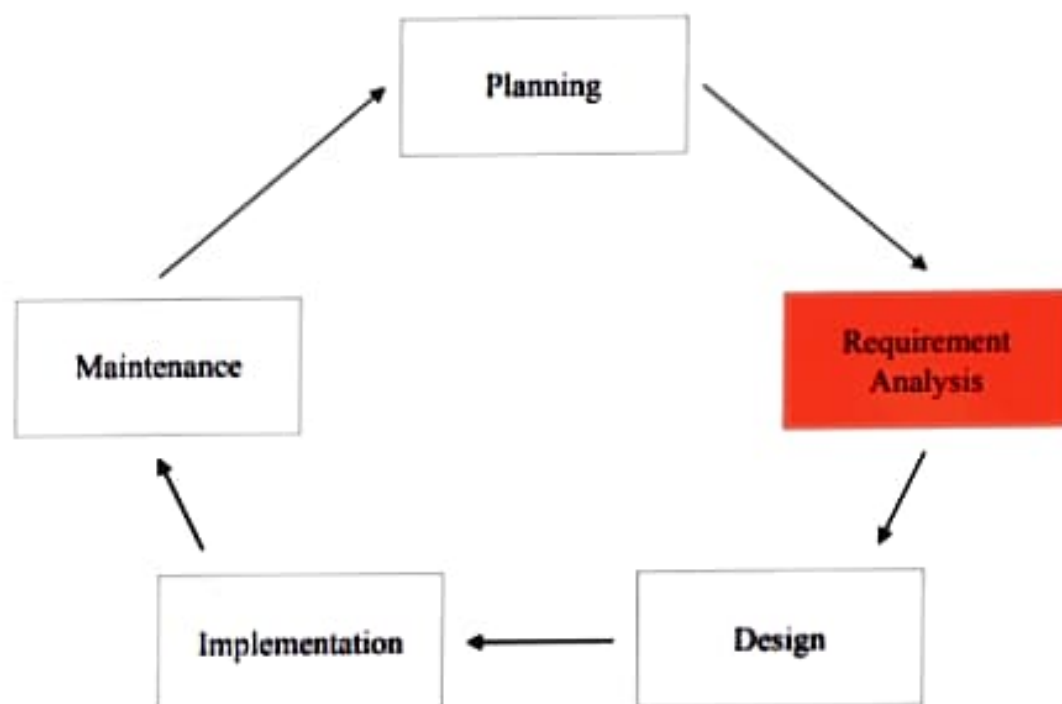 Planning
Requirement
Analysis
Design
Implementation
Maintenance